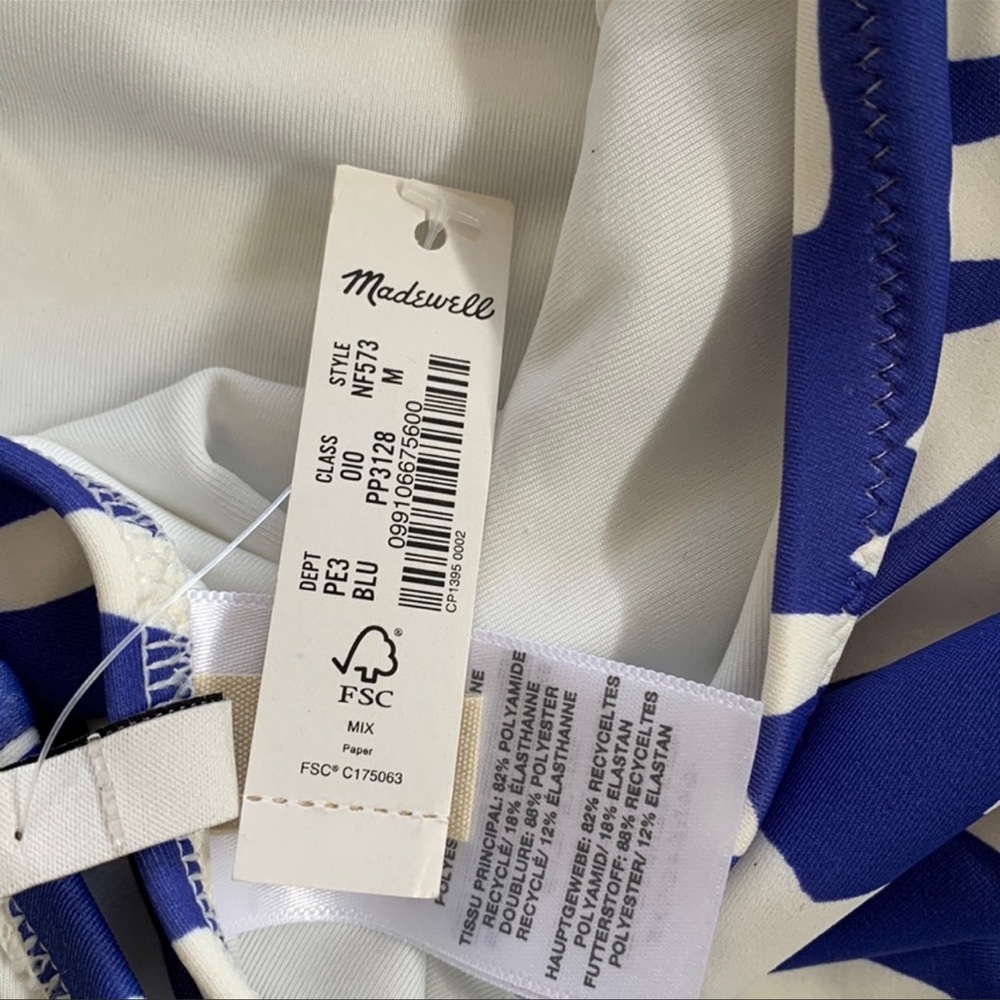 Madewell
STYLE
NF573
M
CLASS
010
PP3128
099106675600
DEPT
PE3
BLU
CP1395 0002
FSC®
MIX
Paper
FSC® C175063
NE
POLYES
TISSU PRINCIPAL: 82% POLYAMIDE
RECYCLÉ/ 18% ÉLASTHANNE
DOUBLURE: 88% POLYESTER
RECYCLÉ/ 12% ÉLASTHANNE
HAUPTGEWEBE: 82% RECYCELTES
POLYAMID/ 18% ELASTAN
FUTTERSTOFF: 88% RECYCELTES
POLYESTER/ 12% ELASTAN